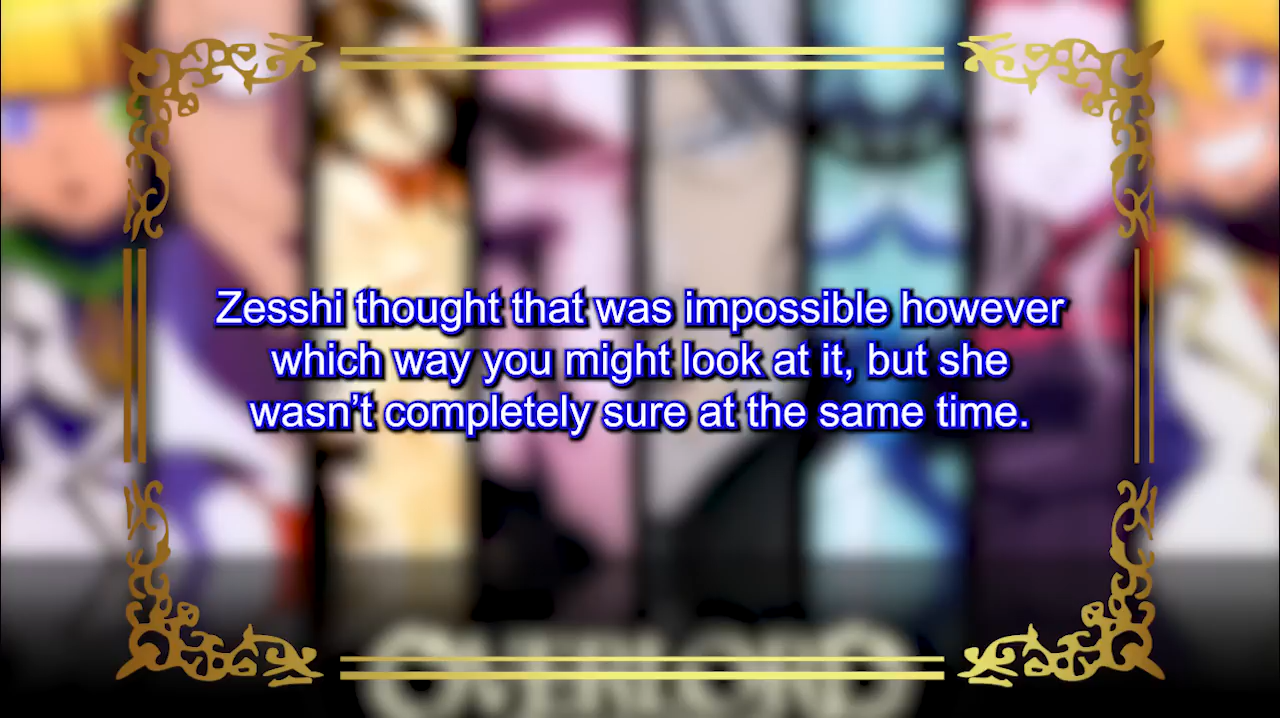 Zesshi thought that was impossible however
which way you might look at it, but she
wasn’t completely sure at the same time.
OVERLORD